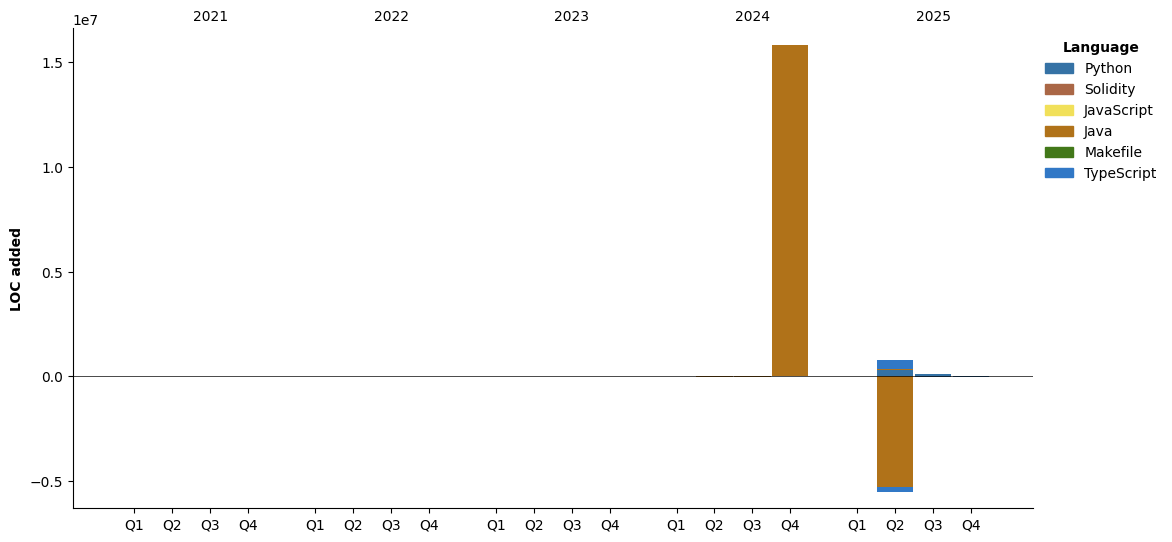 1e7
2021 2022 2023 2024 2025
Language
Python
Solidity
JavaScript
Java
Makefile
TypeScript
LOC added
1.5
1.0
0.5
0.0
−0.5
Q1 Q2 Q3 Q4 Q1 Q2 Q3 Q4 Q1 Q2 Q3 Q4 Q1 Q2 Q3 Q4 Q1 Q2 Q3 Q4